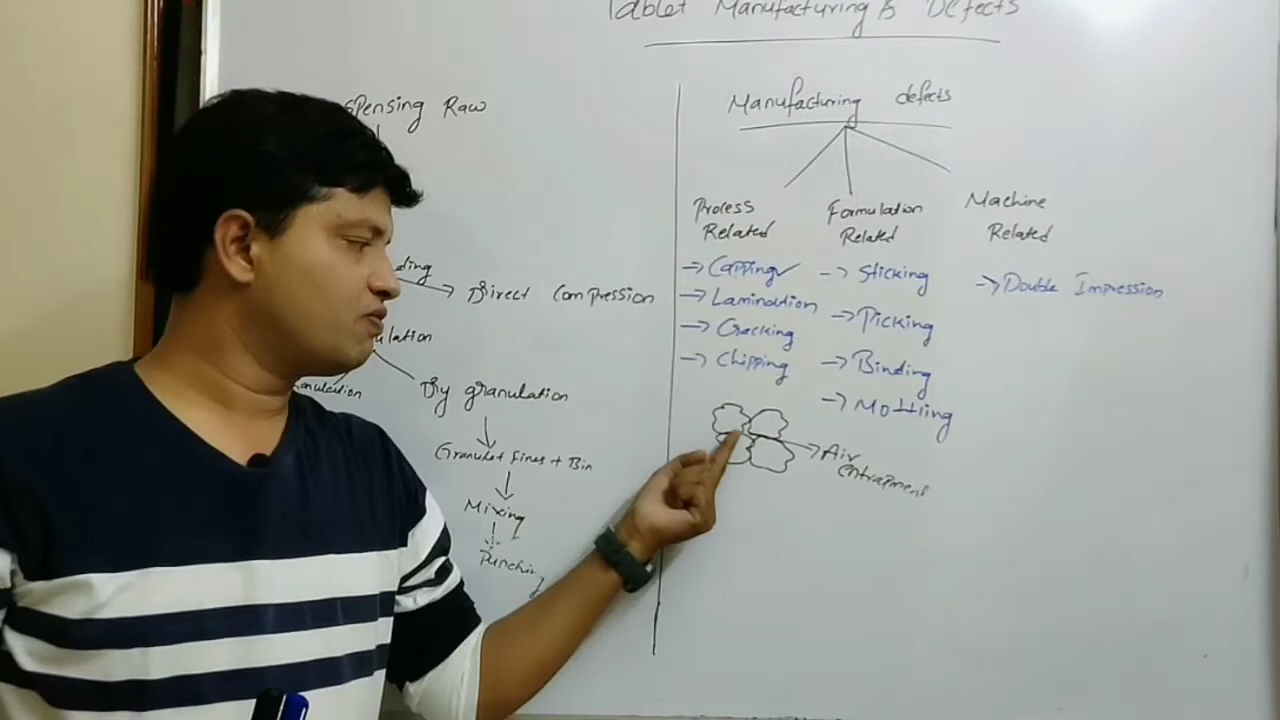 Tablet Manufacturing & Defects
spensing Raw
ding
Direct Compression
ulation
anulation
Dry granulation
Granules + Fines + Bin
Mixing
Punching
Manufacturing defects
Process Related
→ Capping ✓
→ Lamination
→ Cracking
→ Chipping
Formulation Related
→ Sticking
→ Picking
→ Binding
→ Mottling
Machine Related
→ Double Impression
→ Air entrapment